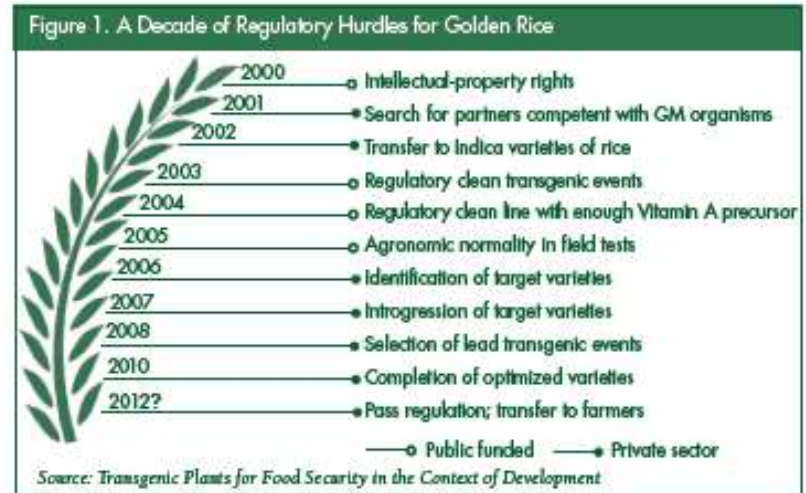 Figure 1. A Decade of Regulatory Hurdles for Golden Rice
2000 Intellectual-property rights
2001 Search for partners competent with GM organisms
2002 Transfer to Indica varieties of rice
2003 Regulatory clean transgenic events
2004 Regulatory clean line with enough Vitamin A precursor
2005 Agronomic normality in field tests
2006 Identification of target varieties
2007 Introgression of target varieties
2008 Selection of lead transgenic events
2010 Completion of optimized varieties
2012? Pass regulation; transfer to farmers
Public funded Private sector
Source: Transgenic Plants for Food Security in the Context of Development